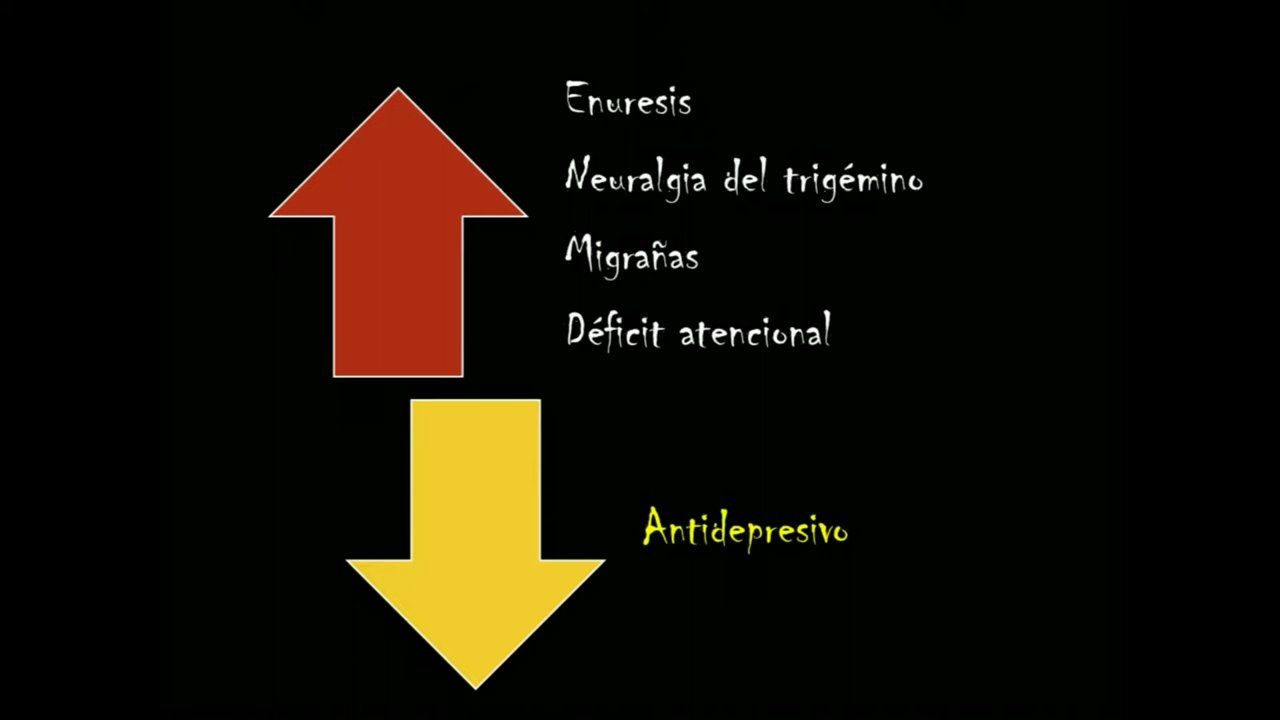 Enuresis
Neuralgia del trigémino
Migrañas
Déficit atencional
Antidepresivo